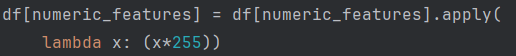 df[numeric_features] = df[numeric_features].apply(
    lambda x: (x*255))